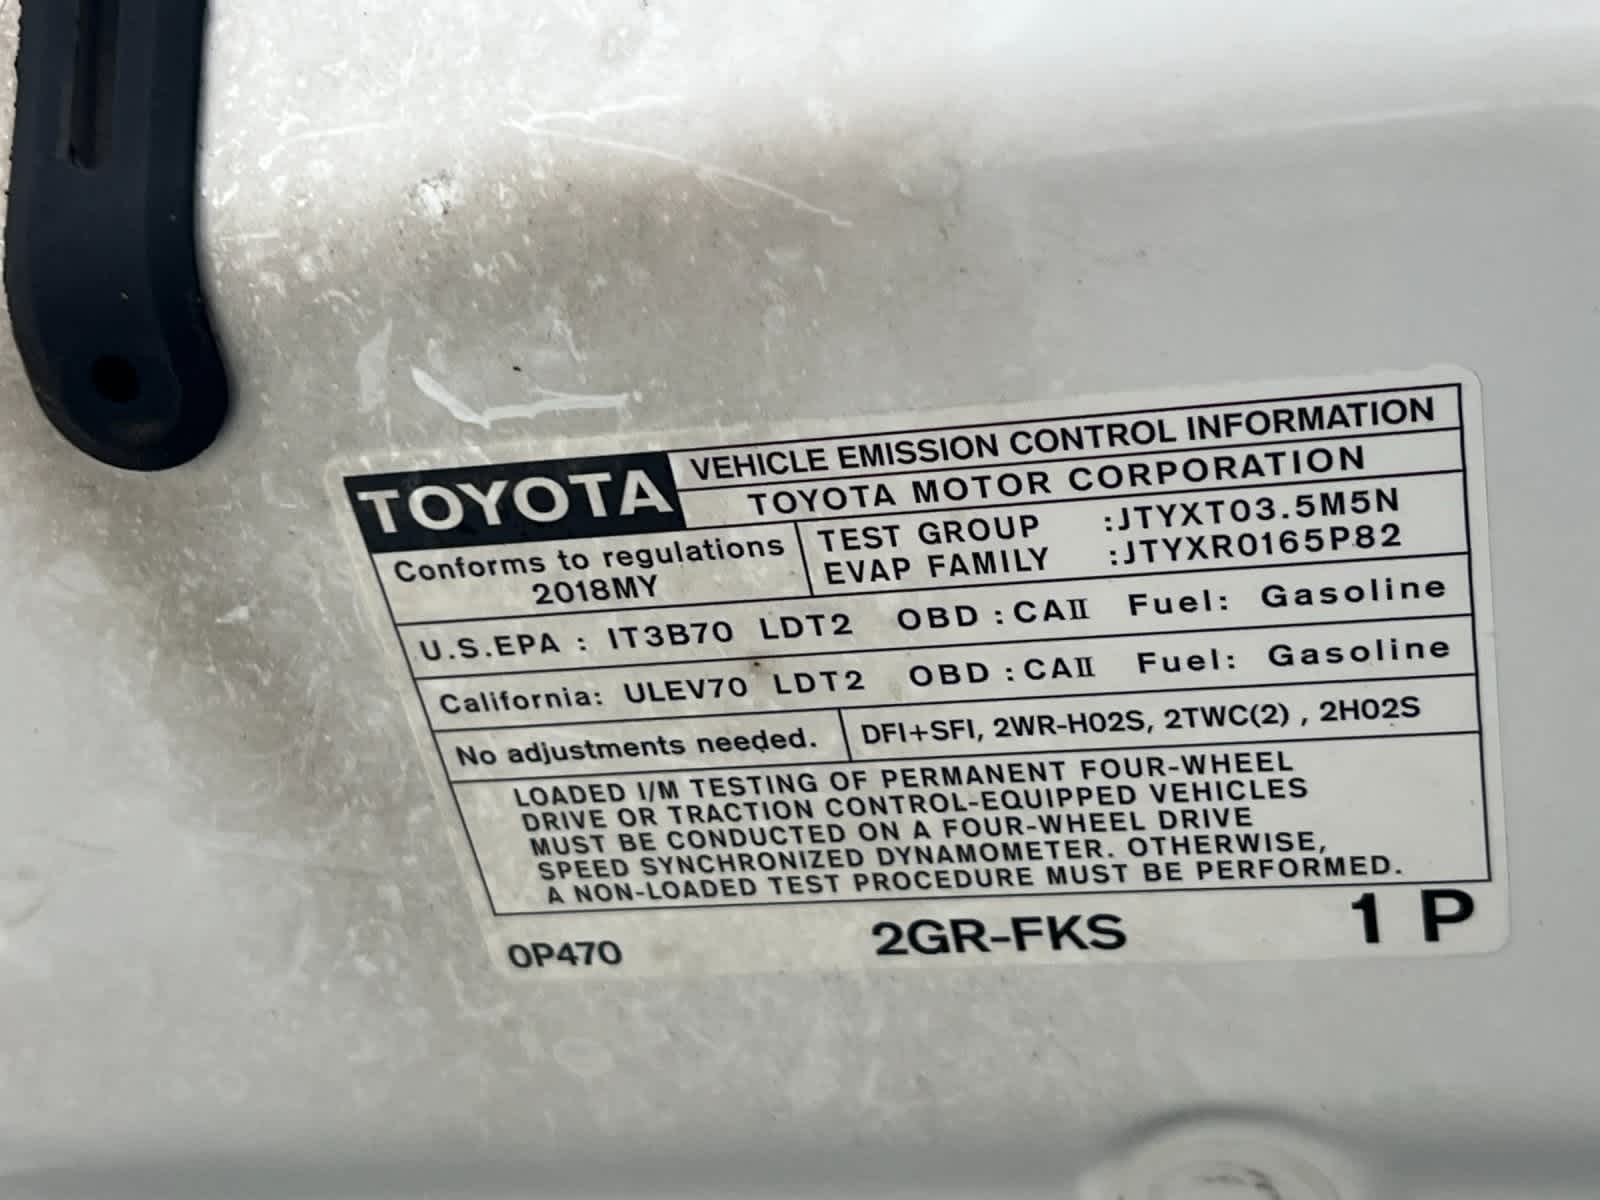 TOYOTA VEHICLE EMISSION CONTROL INFORMATION
TOYOTA MOTOR CORPORATION
Conforms to regulations
2018MY
TEST GROUP :JTYXT03.5M5N
EVAP FAMILY :JTYXR0165P82
U.S.EPA : IT3B70 LDT2 OBD : CAII Fuel: Gasoline
California: ULEV70 LDT2 OBD : CAII Fuel: Gasoline
No adjustments needed. DFI+SFI, 2WR-HO2S, 2TWC(2) , 2HO2S
LOADED I/M TESTING OF PERMANENT FOUR-WHEEL
DRIVE OR TRACTION CONTROL-EQUIPPED VEHICLES
MUST BE CONDUCTED ON A FOUR-WHEEL DRIVE
SPEED SYNCHRONIZED DYNAMOMETER. OTHERWISE,
A NON-LOADED TEST PROCEDURE MUST BE PERFORMED.
0P470 2GR-FKS 1 P